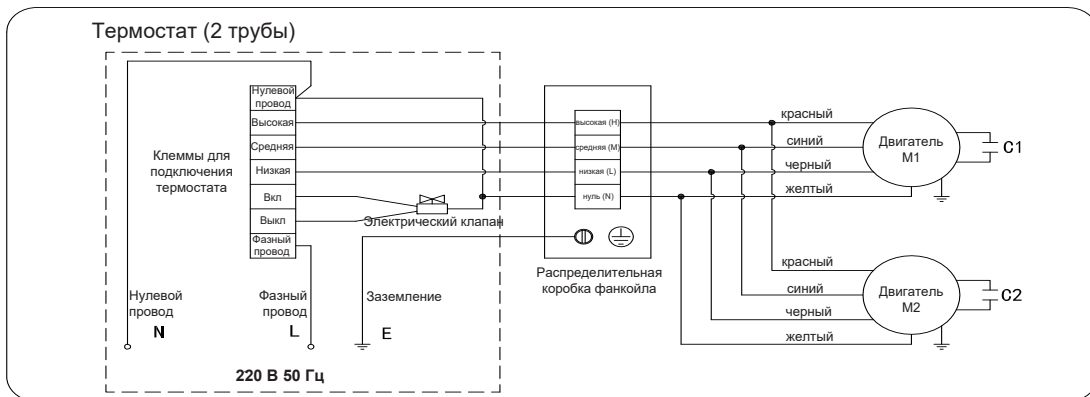 Термостат (2 трубы)
Клеммы для
подключения
термостата
Нулевой
провод
Высокая
Средняя
Низкая
Вкл
Выкл
Фазный
провод
Электрический клапан
Нулевой
провод
N
Фазный
провод
L
Заземление
E
220 В 50 Гц
высокая (H)
средняя (M)
низкая (L)
нуль (N)
Распределительная
коробка фанкойла
красный
синий
черный
желтый
Двигатель
M1
C1
красный
синий
черный
желтый
Двигатель
M2
C2